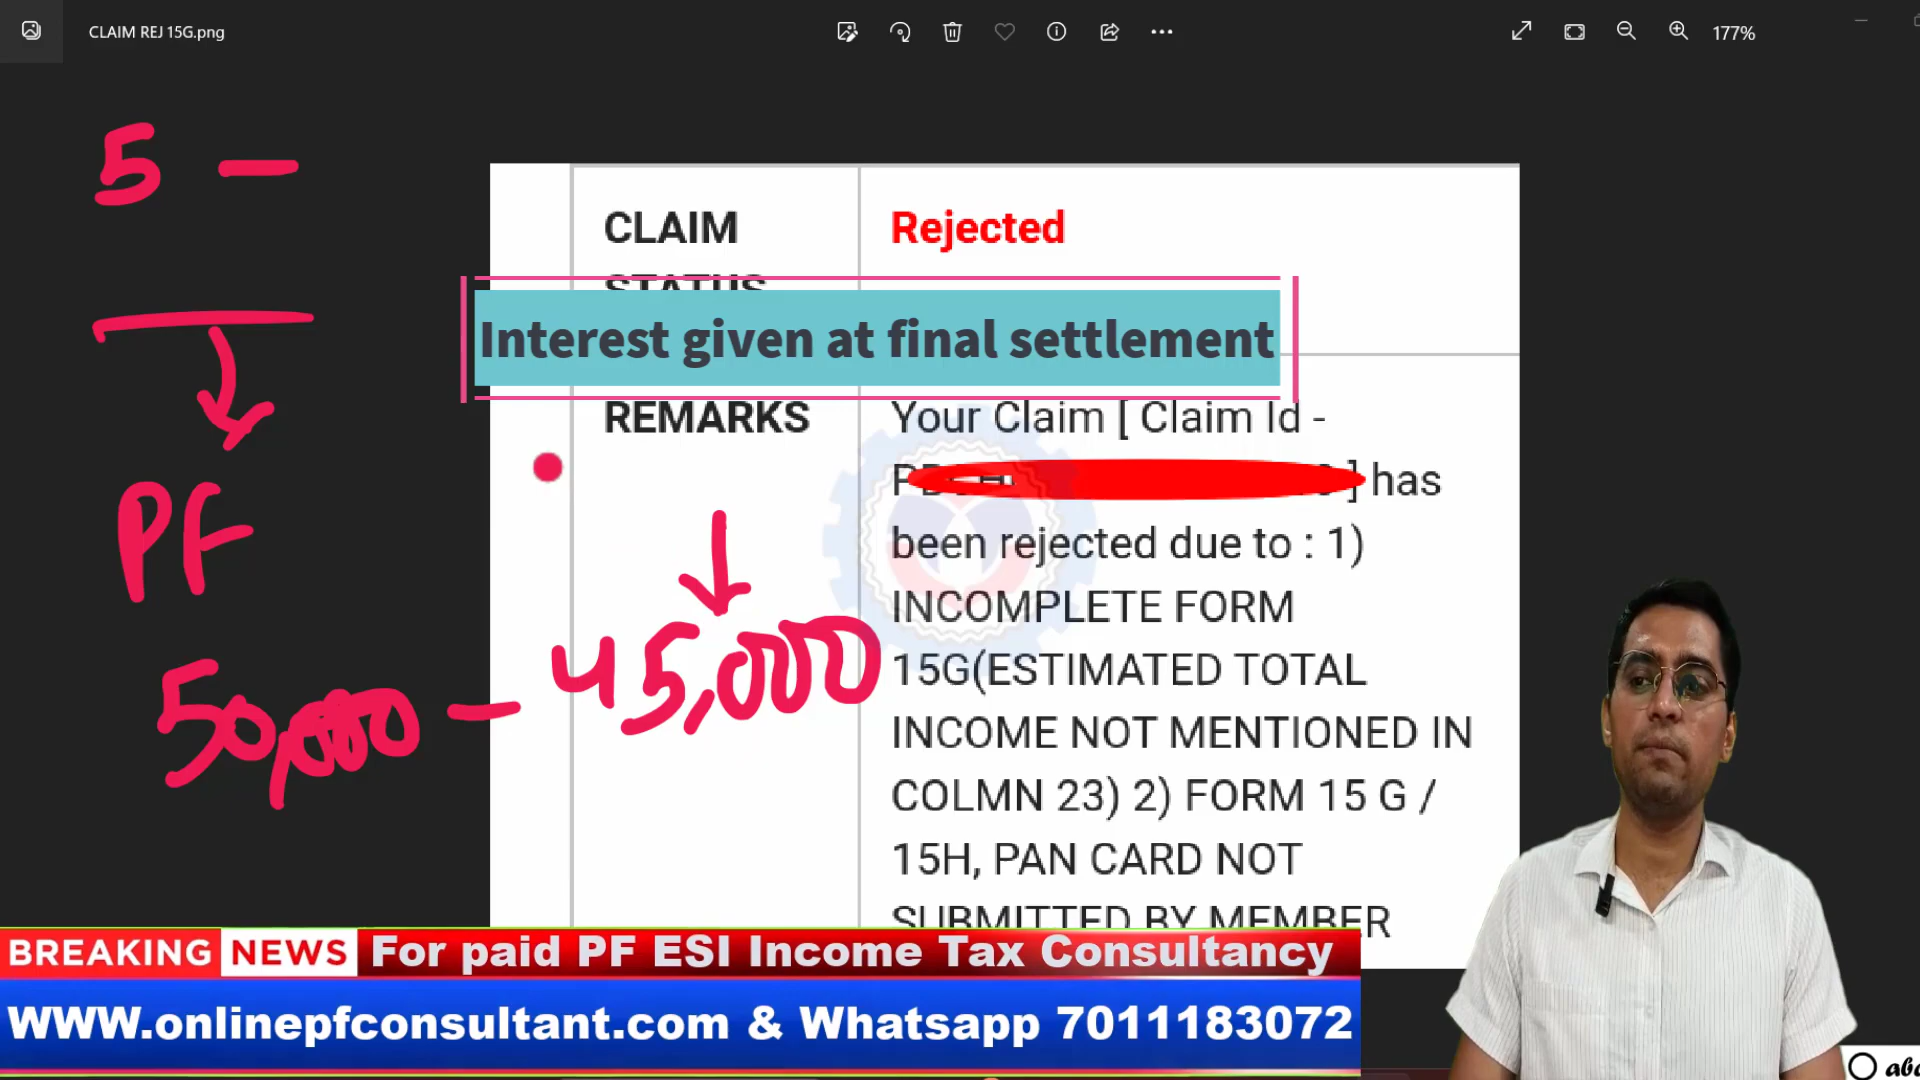 CLAIM REJ 15G.png
177%
5 -
CLAIM
Rejected
STATUS
Interest given at final settlement
REMARKS
Your Claim [ Claim Id -
] has
been rejected due to : 1)
INCOMPLETE FORM
15G(ESTIMATED TOTAL
INCOME NOT MENTIONED IN
COLMN 23) 2) FORM 15 G /
15H, PAN CARD NOT
SUBMITTED BY MEMBER
PF
50,000 - 45,000
BREAKING NEWS For paid PF ESI Income Tax Consultancy
WWW.onlinepfconsultant.com & Whatsapp 7011183072